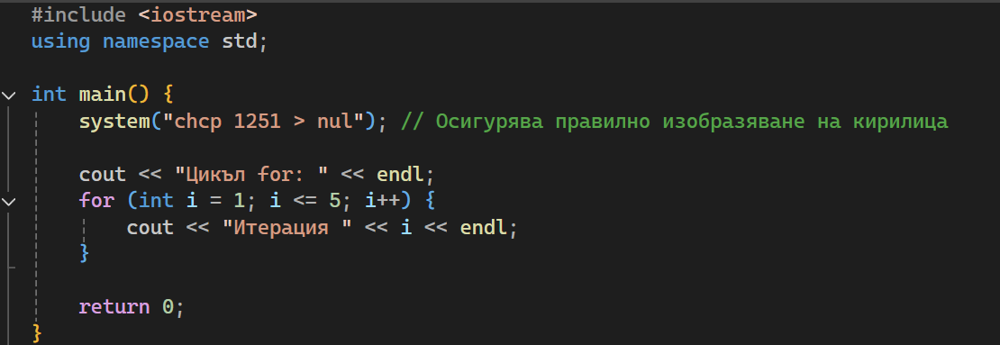 #include <iostream>
using namespace std;
int main() {
system("chcp 1251 > nul"); // Осигурява правилно изобразяване на кирилица
cout << "Цикъл for: " << endl;
for (int i = 1; i <= 5; i++) {
cout << "Итерация " << i << endl;
}
return 0;
}